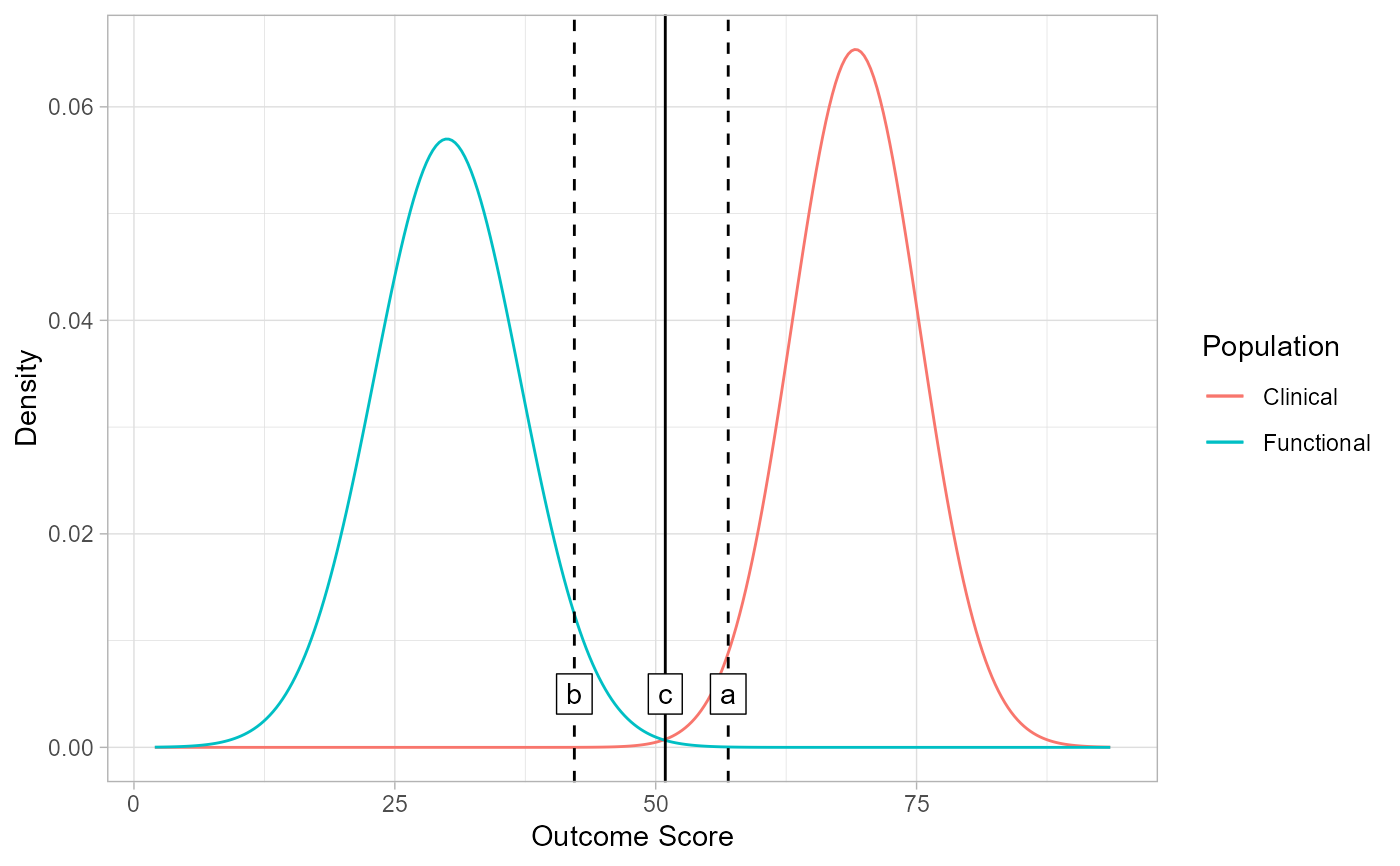 0.06
0.04
0.02
0.00
Density
b
c
a
0
25
50
75
Outcome Score
Population
Clinical
Functional